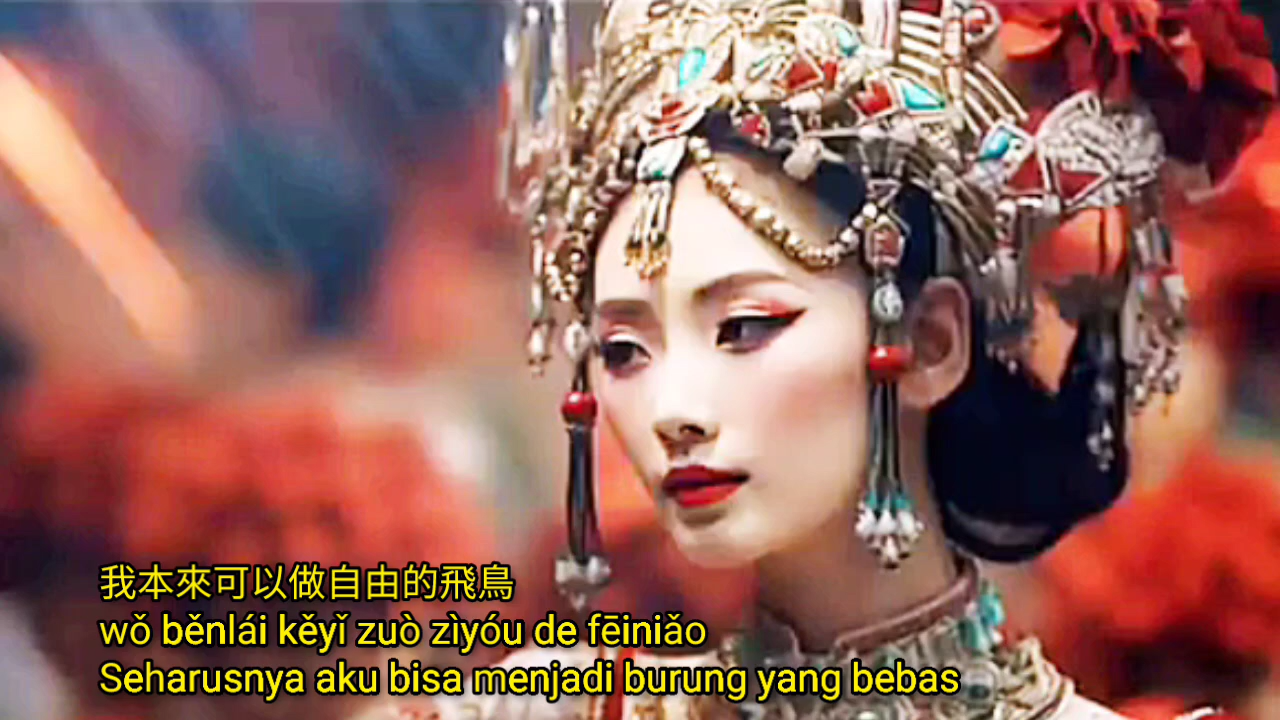 我本來可以做自由的飛鳥
wǒ běnlái kěyǐ zuò zìyóu de fēiniǎo
Seharusnya aku bisa menjadi burung yang bebas